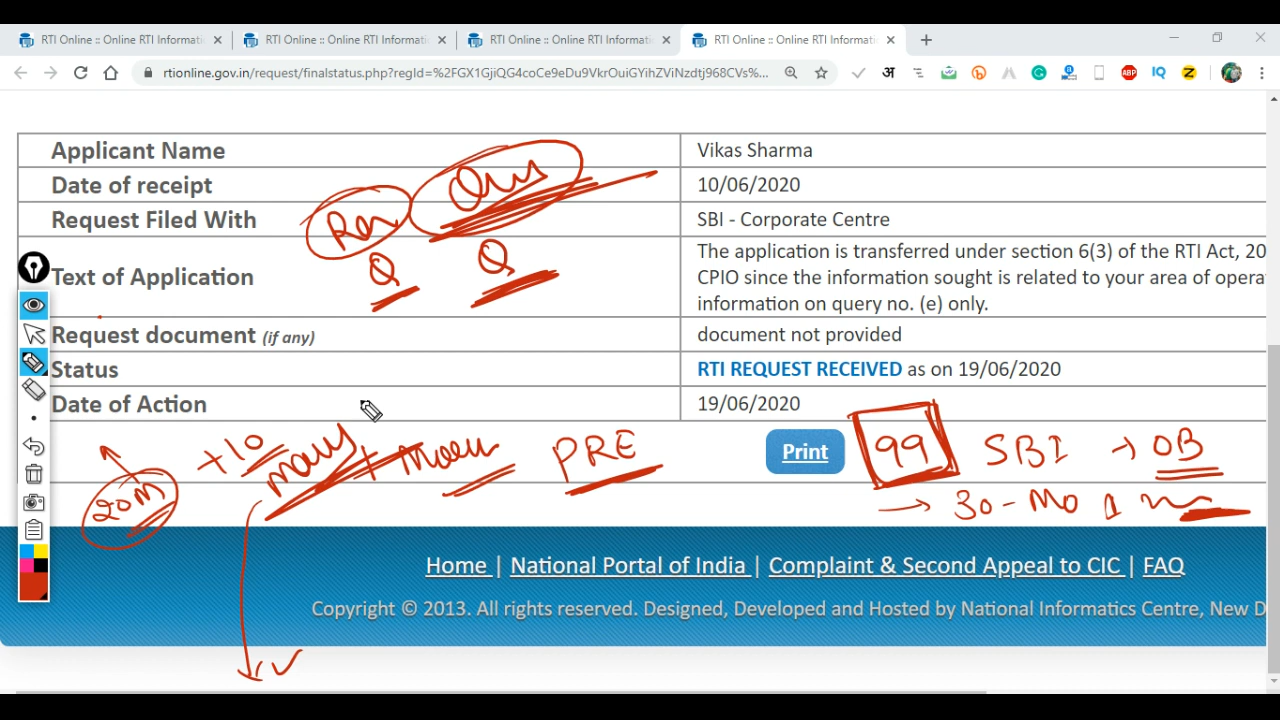 RTI Online :: Online RTI Informati RTI Online :: Online RTI Informati RTI Online :: Online RTI Informati RTI Online :: Online RTI Informati
rtionline.gov.in/request/finalstatus.php?regId=%2FGX1GjiQG4coCe9eDu9VkrOuiGYihZViNzdtj968CVs%... अ ABP IQ Z
Applicant Name Vikas Sharma
Date of receipt 10/06/2020
Request Filed With SBI - Corporate Centre
Text of Application The application is transferred under section 6(3) of the RTI Act, 20
CPIO since the information sought is related to your area of opera
information on query no. (e) only.
Q Q
Request document (if any) document not provided
Status RTI REQUEST RECEIVED as on 19/06/2020
Date of Action 19/06/2020
+10 PRE Print 99 SBI → OB
20M → 30 - MO
Home | National Portal of India | Complaint & Second Appeal to CIC | FAQ
Copyright © 2013. All rights reserved. Designed, Developed and Hosted by National Informatics Centre, New D